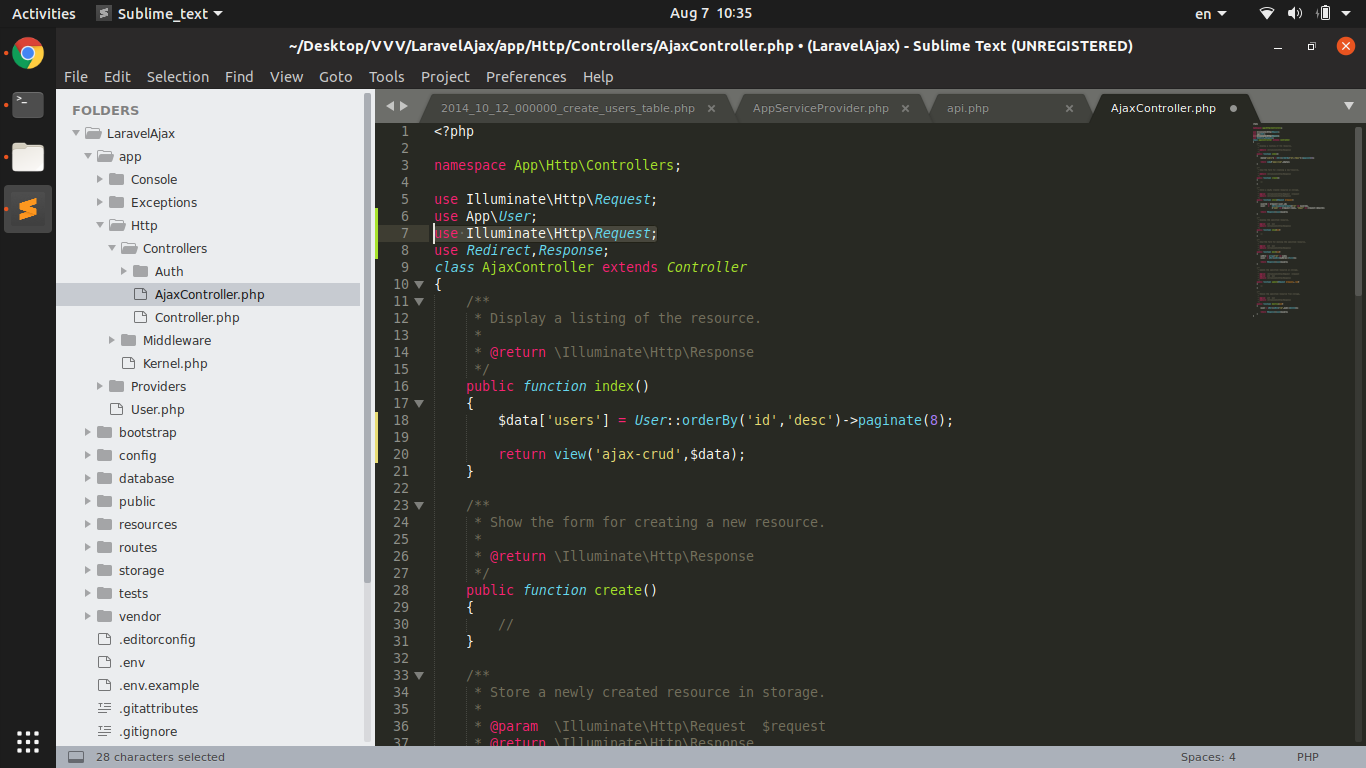 Activities Sublime_text Aug 7 10:35 en
~/Desktop/VVV/LaravelAjax/app/Http/Controllers/AjaxController.php • (LaravelAjax) - Sublime Text (UNREGISTERED)
File Edit Selection Find View Goto Tools Project Preferences Help
FOLDERS
LaravelAjax
app
Console
Exceptions
Http
Controllers
Auth
AjaxController.php
Controller.php
Middleware
Kernel.php
Providers
User.php
bootstrap
config
database
public
resources
routes
storage
tests
vendor
.editorconfig
.env
.env.example
.gitattributes
.gitignore
2014_10_12_000000_create_users_table.php × AppServiceProvider.php × api.php × AjaxController.php
1 <?php
2
3 namespace App\Http\Controllers;
4
5 use Illuminate\Http\Request;
6 use App\User;
7 use Illuminate\Http\Request;
8 use Redirect,Response;
9 class AjaxController extends Controller
10 {
11 /**
12 * Display a listing of the resource.
13 *
14 * @return \Illuminate\Http\Response
15 */
16 public function index()
17 {
18 $data['users'] = User::orderBy('id','desc')->paginate(8);
19
20 return view('ajax-crud',$data);
21 }
22
23 /**
24 * Show the form for creating a new resource.
25 *
26 * @return \Illuminate\Http\Response
27 */
28 public function create()
29 {
30 //
31 }
32
33 /**
34 * Store a newly created resource in storage.
35 *
36 * @param \Illuminate\Http\Request $request
37 * @return \Illuminate\Http\Response
28 characters selected Spaces: 4 PHP